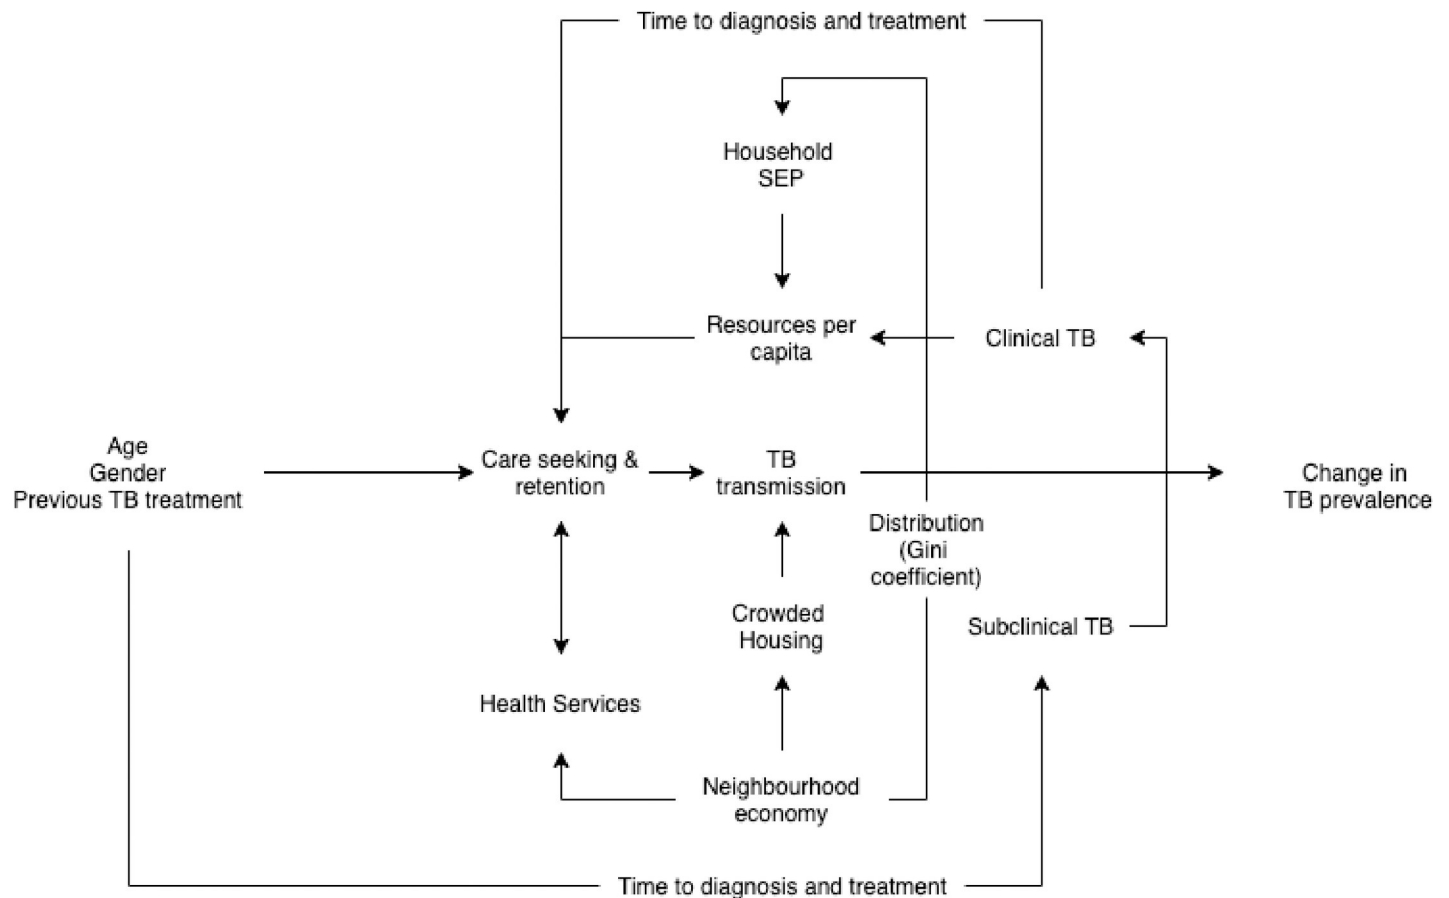 Time to diagnosis and treatment
Household
SEP
Resources per
capita
Clinical TB
Age
Gender
Previous TB treatment
Care seeking &
retention
TB
transmission
Change in
TB prevalence
Distribution
(Gini
coefficient)
Crowded
Housing
Subclinical TB
Health Services
Neighbourhood
economy
Time to diagnosis and treatment